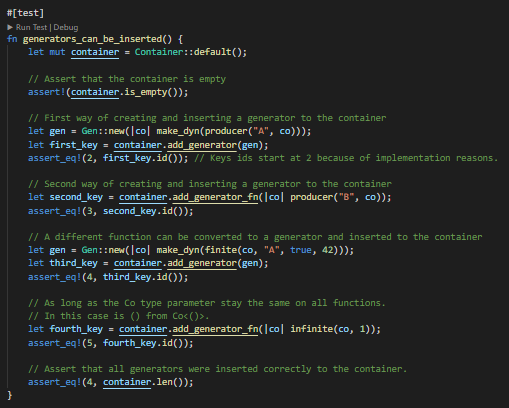 #[test]
▶ Run Test | Debug
fn generators_can_be_inserted() {
    let mut container = Container::default();

    // Assert that the container is empty
    assert!(container.is_empty());

    // First way of creating and inserting a generator to the container
    let gen = Gen::new(|co| make_dyn(producer("A", co)));
    let first_key = container.add_generator(gen);
    assert_eq!(2, first_key.id()); // Keys ids start at 2 because of implementation reasons.

    // Second way of creating and inserting a generator to the container
    let second_key = container.add_generator_fn(|co| producer("B", co));
    assert_eq!(3, second_key.id());

    // A different function can be converted to a generator and inserted to the container
    let gen = Gen::new(|co| make_dyn(finite(co, "A", true, 42)));
    let third_key = container.add_generator(gen);
    assert_eq!(4, third_key.id());

    // As long as the Co type parameter stay the same on all functions.
    // In this case is () from Co<()>.
    let fourth_key = container.add_generator_fn(|co| infinite(co, 1));
    assert_eq!(5, fourth_key.id());

    // Assert that all generators were inserted correctly to the container.
    assert_eq!(4, container.len());
}